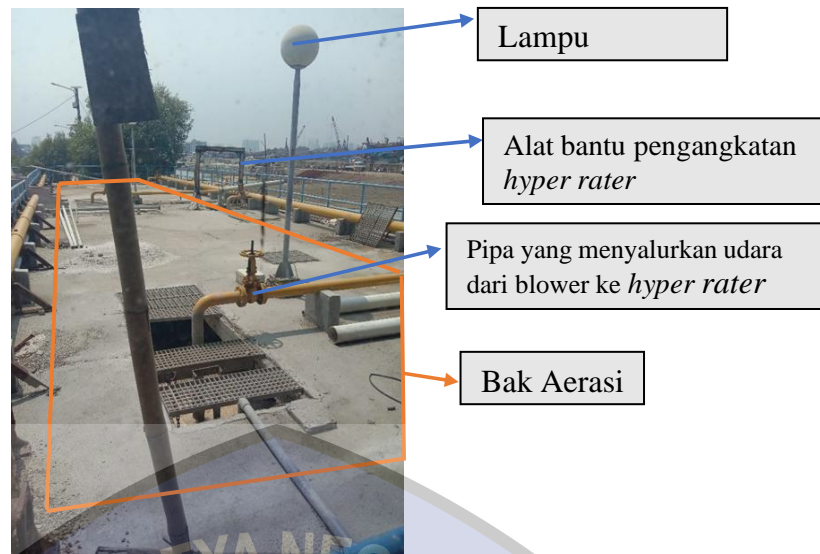 Lampu
Alat bantu pengangkatan
hyper rater
Pipa yang menyalurkan udara
dari blower ke hyper rater
Bak Aerasi